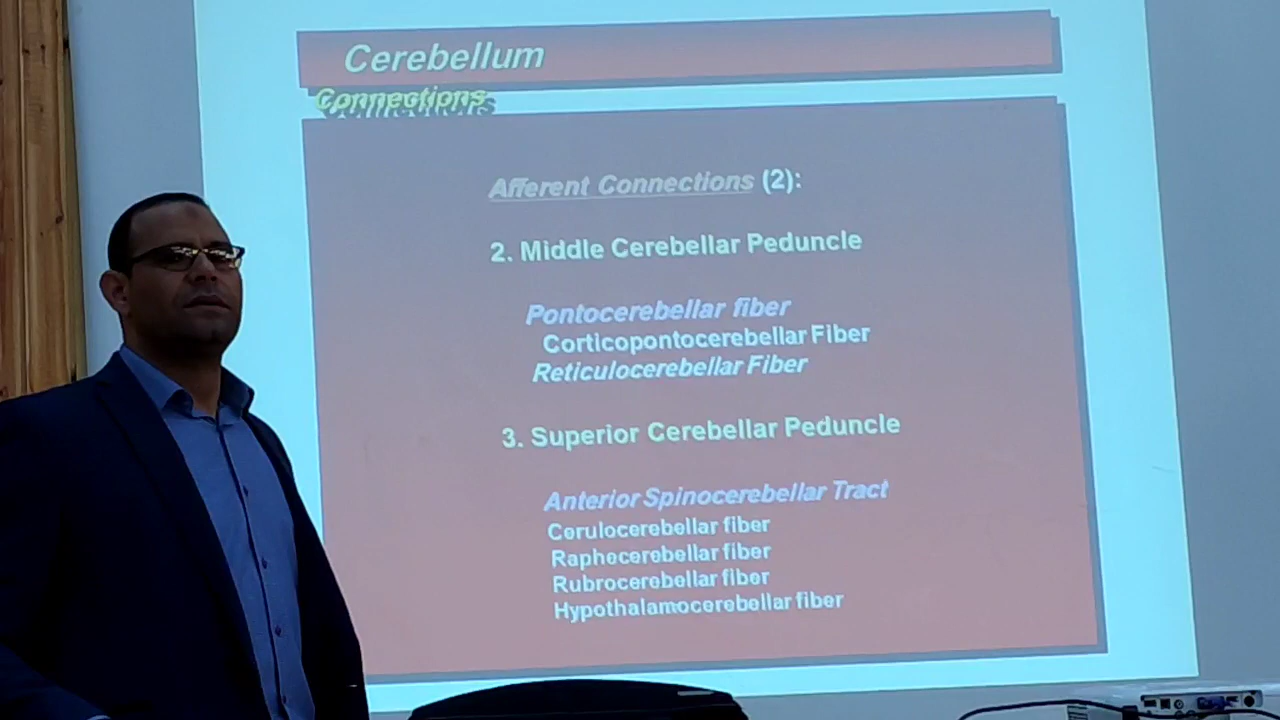 Cerebellum
Connections
Afferent Connections (2):
2. Middle Cerebellar Peduncle
Pontocerebellar fiber
Corticopontocerebellar Fiber
Reticulocerebellar Fiber
3. Superior Cerebellar Peduncle
Anterior Spinocerebellar Tract
Cerulocerebellar fiber
Raphecerebellar fiber
Rubrocerebellar fiber
Hypothalamocerebellar fiber